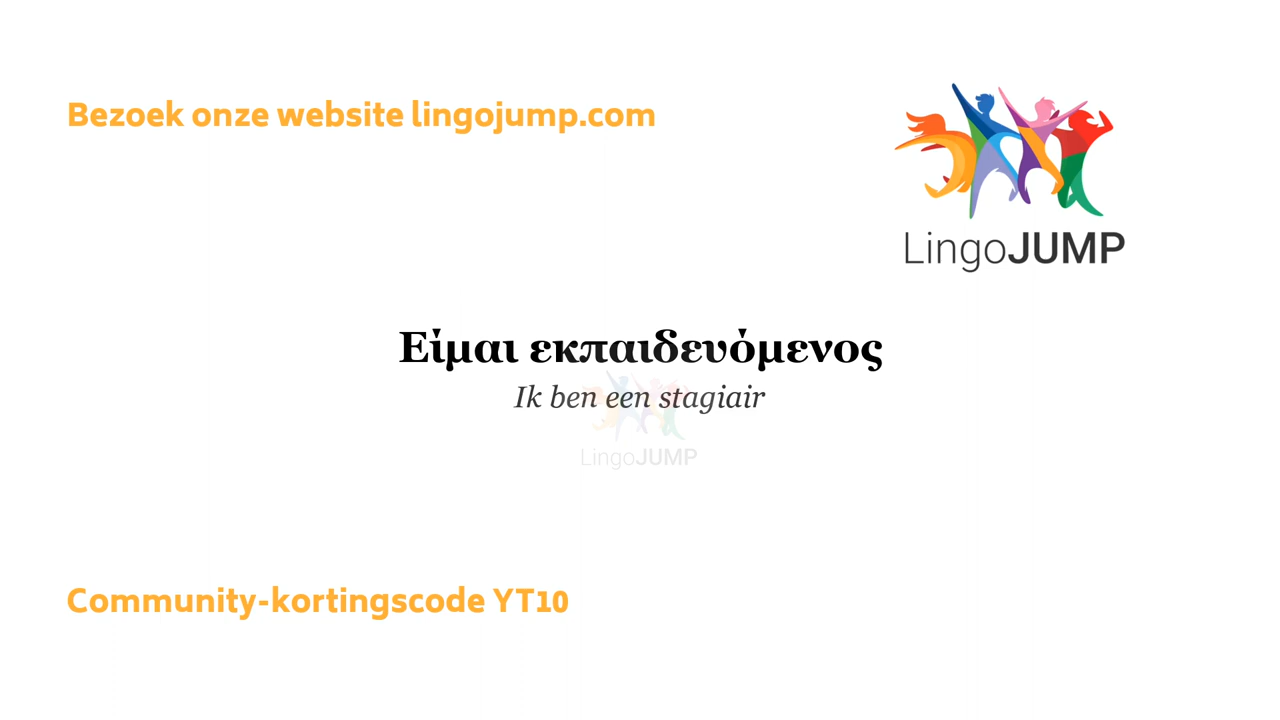 Bezoek onze website lingojump.com
LingoJUMP
Είμαι εκπαιδευόμενος
Ik ben een stagiair
LingoJUMP
Community-kortingscode YT10